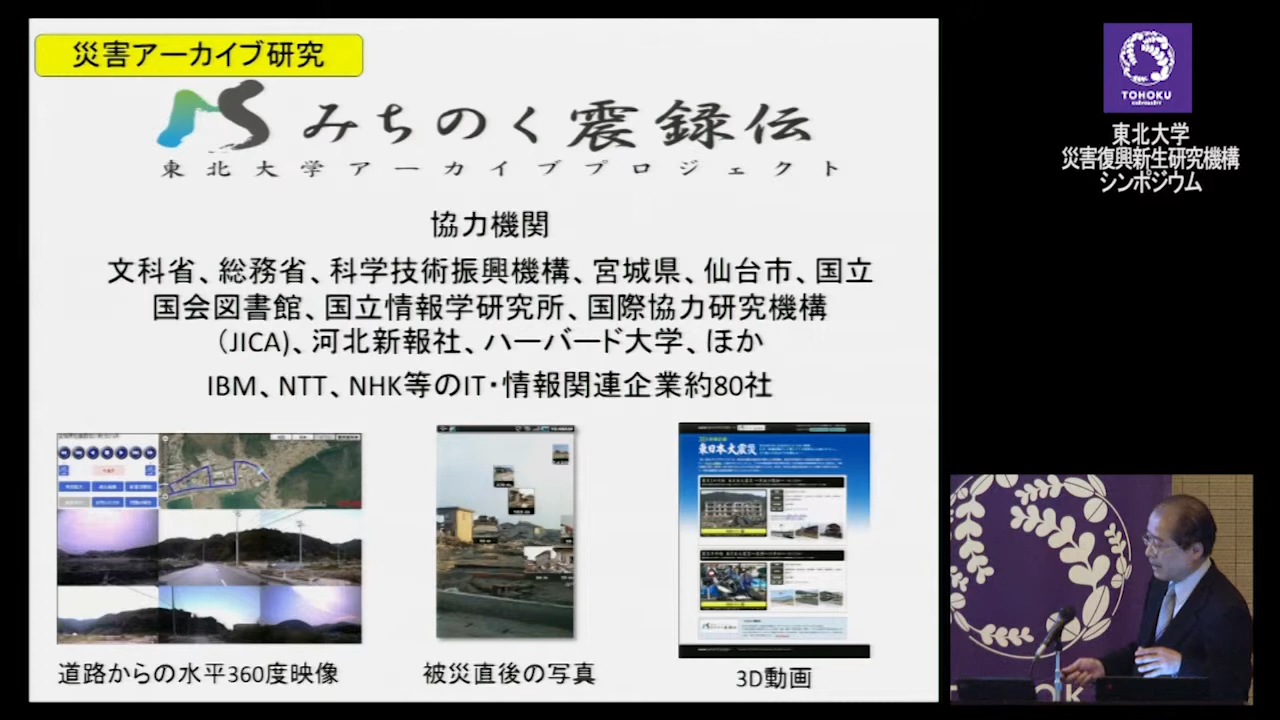 災害アーカイブ研究
みちのく震録伝
東北大学アーカイブプロジェクト
協力機関
文科省、総務省、科学技術振興機構、宮城県、仙台市、国立
国会図書館、国立情報学研究所、国際協力研究機構
（JICA)、河北新報社、ハーバード大学、ほか
IBM、NTT、NHK等のIT・情報関連企業約80社
東日本大震災
道路からの水平360度映像
被災直後の写真
3D動画
TOHOKU
UNIVERSITY
東北大学
災害復興新生研究機構
シンポジウム